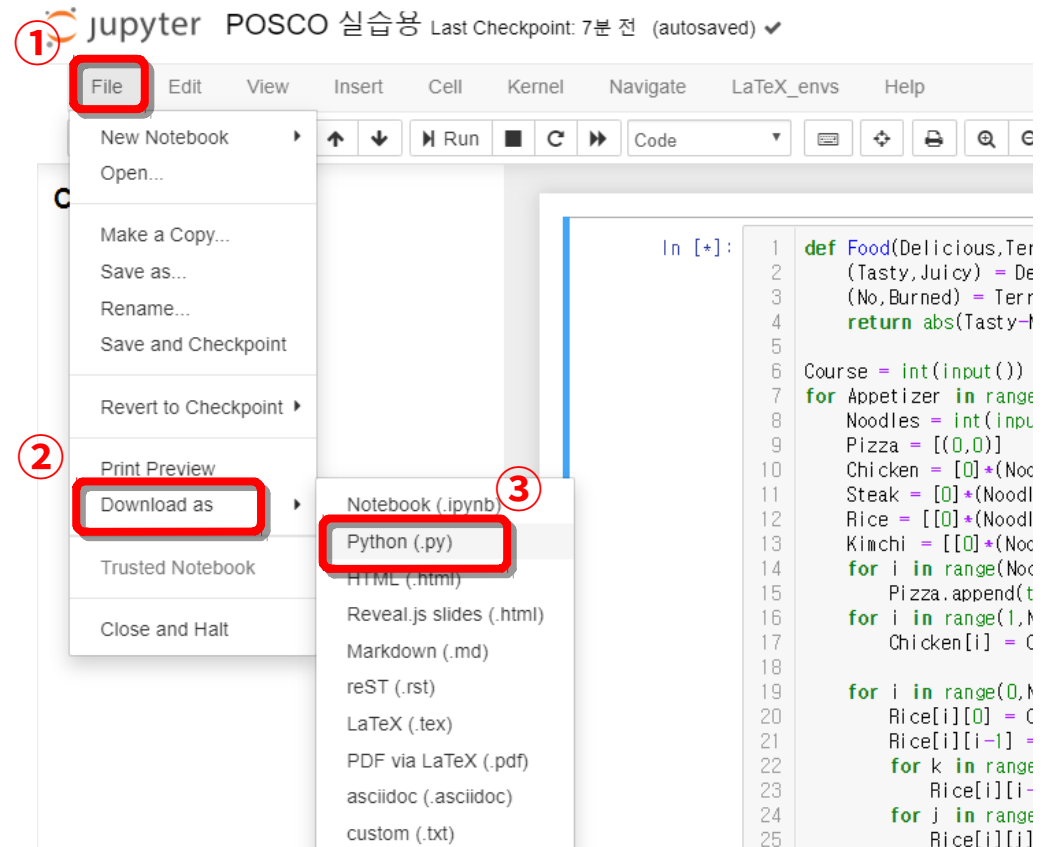 ①
jupyter POSCO 실습용 Last Checkpoint: 7분 전 (autosaved)
File Edit View Insert Cell Kernel Navigate LaTeX_envs Help
New Notebook
Run Code
Open...
Make a Copy...
Save as...
Rename...
Save and Checkpoint
Revert to Checkpoint
②
Print Preview
Download as
Trusted Notebook
Close and Halt
③
Notebook (.ipynb)
Python (.py)
HTML (.html)
Reveal.js slides (.html)
Markdown (.md)
reST (.rst)
LaTeX (.tex)
PDF via LaTeX (.pdf)
asciidoc (.asciidoc)
custom (.txt)
In [*]:
1 def Food(Delicious,Ter
2 (Tasty,Juicy) = De
3 (No,Burned) = Terr
4 return abs(Tasty-N
5
6 Course = int(input())
7 for Appetizer in range
8 Noodles = int(inpu
9 Pizza = [(0,0)]
10 Chicken = [0]*(Noo
11 Steak = [0]*(Noodl
12 Rice = [[0]*(Noodl
13 Kimchi = [[0]*(Noo
14 for i in range(Noo
15 Pizza.append(t
16 for i in range(1,N
17 Chicken[i] = 
18
19 for i in range(0,N
20 Rice[i][0] = 
21 Rice[i][i-1] =
22 for k in range
23 Rice[i][i-
24 for j in range
25 Rice[i][j]